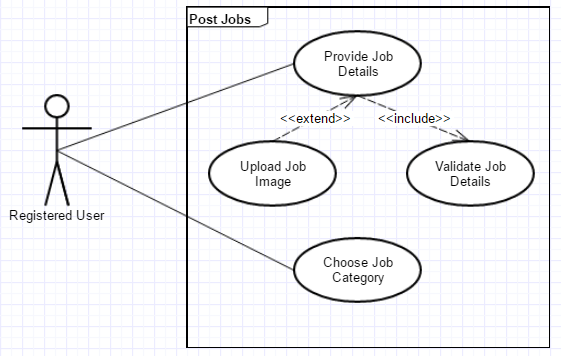 Post Jobs
Provide Job
Details
<<extend>>
<<include>>
Upload Job
Image
Validate Job
Details
Registered User
Choose Job
Category